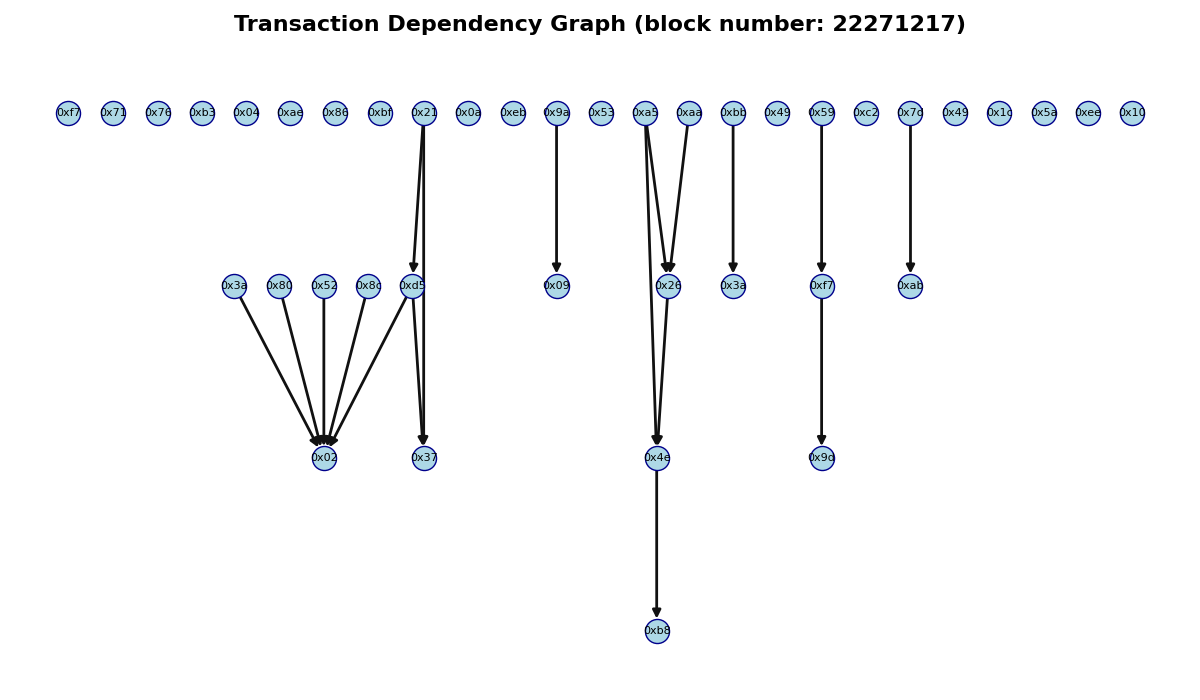 Transaction Dependency Graph (block number: 22271217)
0xf7 0x71 0x76 0xb3 0x04 0xae 0x86 0xbf 0x21 0x0a 0xeb 0x9a 0x53 0xa5 0xaa 0xbb 0x49 0x59 0xc2 0x7d 0x49 0x1c 0x5a 0xee 0x10
0x3a 0x80 0x52 0x8c 0xd5 0x09 0x26 0x3a 0xf7 0xab
0x02 0x37 0x4e 0x9d
0xb8